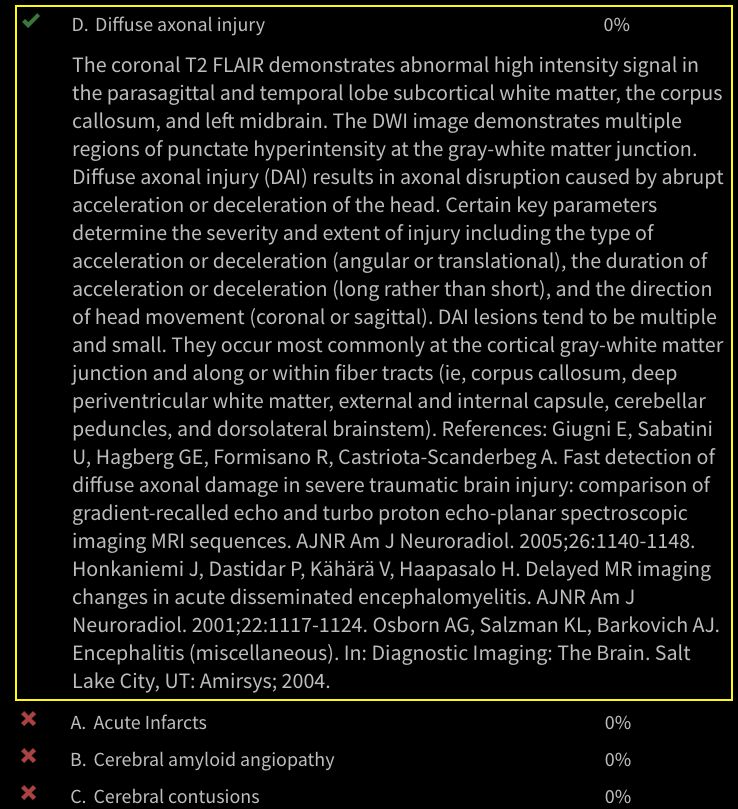 D. Diffuse axonal injury 0%
The coronal T2 FLAIR demonstrates abnormal high intensity signal in
the parasagittal and temporal lobe subcortical white matter, the corpus
callosum, and left midbrain. The DWI image demonstrates multiple
regions of punctate hyperintensity at the gray-white matter junction.
Diffuse axonal injury (DAI) results in axonal disruption caused by abrupt
acceleration or deceleration of the head. Certain key parameters
determine the severity and extent of injury including the type of
acceleration or deceleration (angular or translational), the duration of
acceleration or deceleration (long rather than short), and the direction
of head movement (coronal or sagittal). DAI lesions tend to be multiple
and small. They occur most commonly at the cortical gray-white matter
junction and along or within fiber tracts (ie, corpus callosum, deep
periventricular white matter, external and internal capsule, cerebellar
peduncles, and dorsolateral brainstem). References: Giugni E, Sabatini
U, Hagberg GE, Formisano R, Castriota-Scanderbeg A. Fast detection of
diffuse axonal damage in severe traumatic brain injury: comparison of
gradient-recalled echo and turbo proton echo-planar spectroscopic
imaging MRI sequences. AJNR Am J Neuroradiol. 2005;26:1140-1148.
Honkaniemi J, Dastidar P, Kähärä V, Haapasalo H. Delayed MR imaging
changes in acute disseminated encephalomyelitis. AJNR Am J
Neuroradiol. 2001;22:1117-1124. Osborn AG, Salzman KL, Barkovich AJ.
Encephalitis (miscellaneous). In: Diagnostic Imaging: The Brain. Salt
Lake City, UT: Amirsys; 2004.
A. Acute Infarcts 0%
B. Cerebral amyloid angiopathy 0%
C. Cerebral contusions 0%